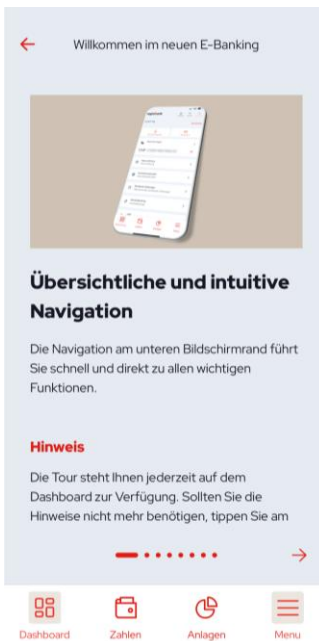 Willkommen im neuen E-Banking
Übersichtliche und intuitive
Navigation
Die Navigation am unteren Bildschirmrand führt
Sie schnell und direkt zu allen wichtigen
Funktionen.
Hinweis
Die Tour steht Ihnen jederzeit auf dem
Dashboard zur Verfügung. Sollten Sie die
Hinweise nicht mehr benötigen, tippen Sie am
Dashboard
Zahlen
Anlagen
Menu